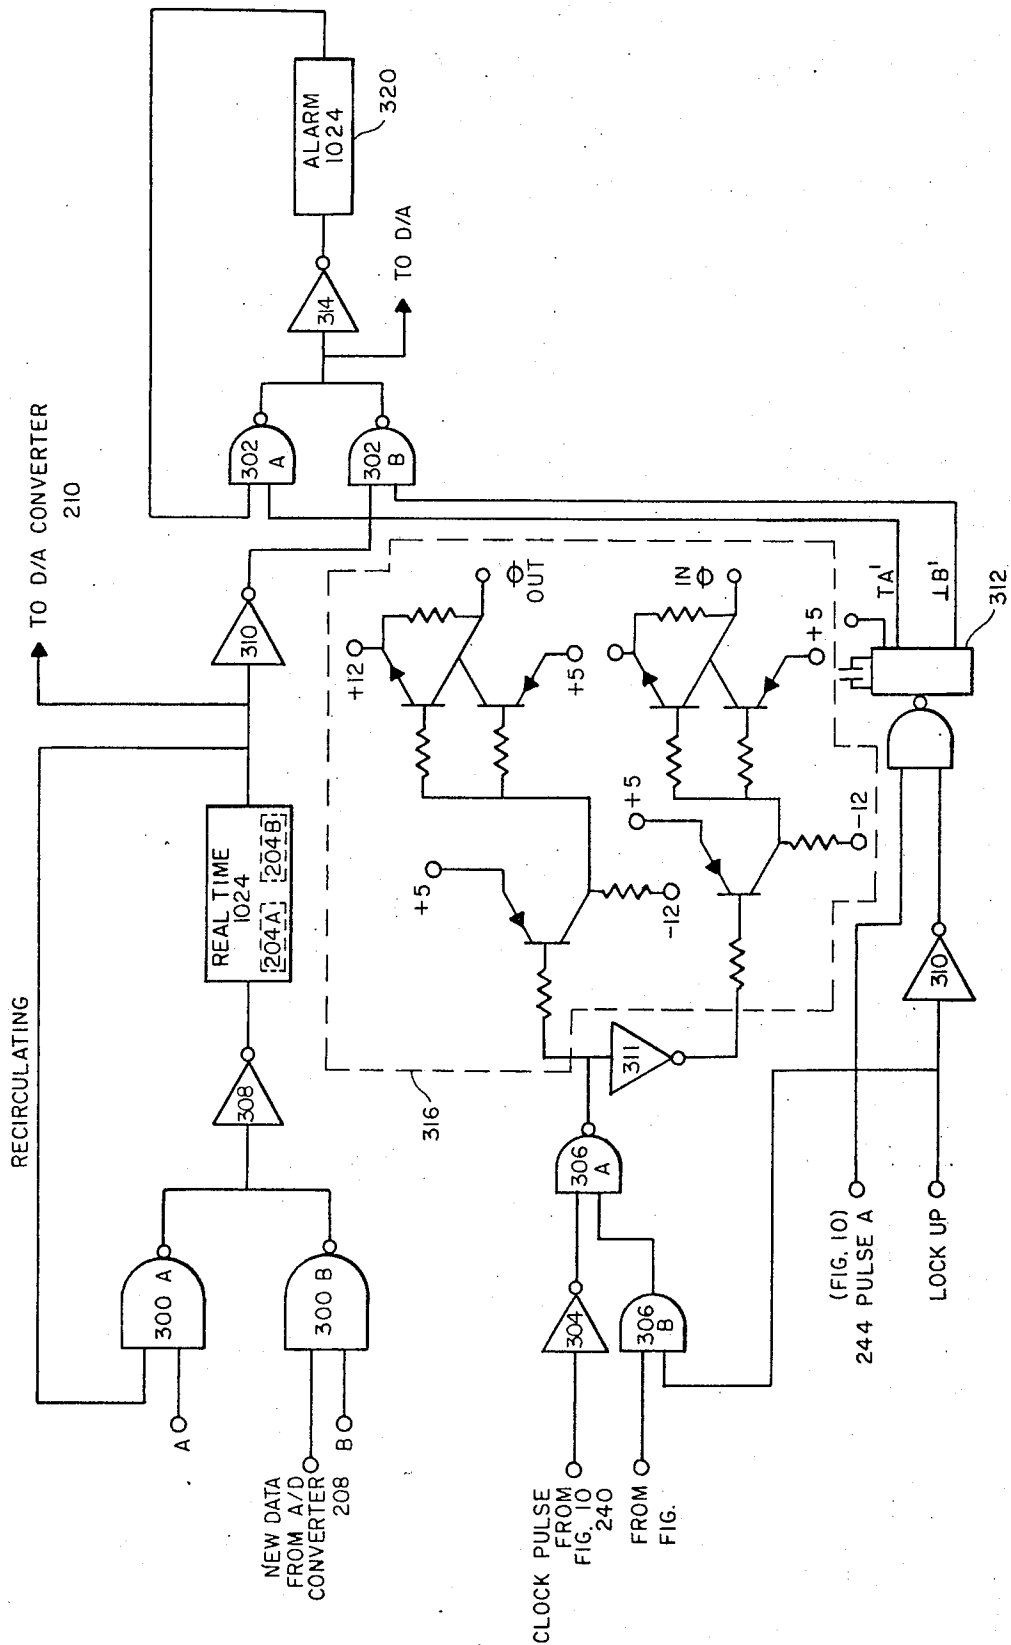 RECIRCULATING
TO D/A CONVERTER
210
A
300 A
NEW DATA
FROM A/D
CONVERTER
208
B
300 B
308
REAL TIME
1024
204A
204B
310
302
A
302
B
314
TO D/A
ALARM
1024
320
316
+5
-12
+12
+5
OUT
Φ
+5
-12
+5
IN
Φ
CLOCK PULSE
FROM
FIG. 10
240
304
FROM
FIG.
306
B
306
A
311
(FIG. 10)
244 PULSE A
LOCK UP
310
TA'
⊥B'
312